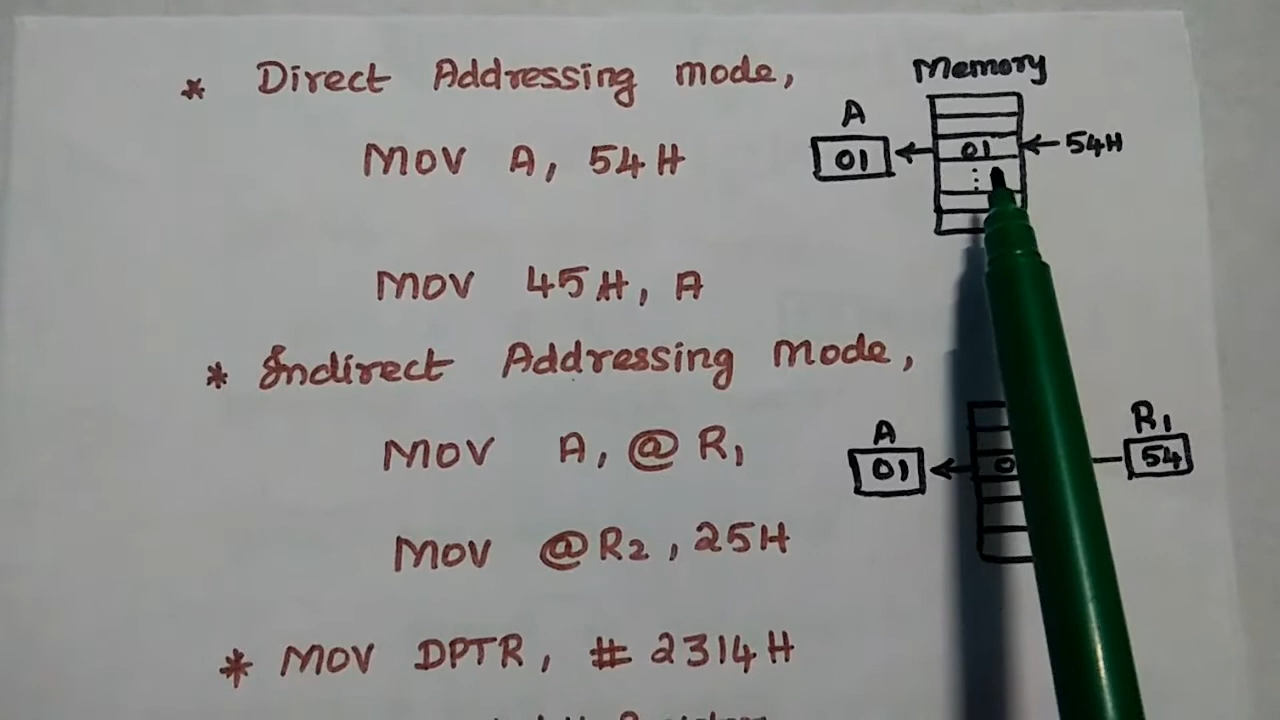 * Direct Addressing mode,
Memory
A
MOV A, 54H
01
01
54H
MOV 45H, A
* Indirect Addressing mode,
A
R1
MOV A, @R1
01
0
54
MOV @R2, 25H
* MOV DPTR, #2314H